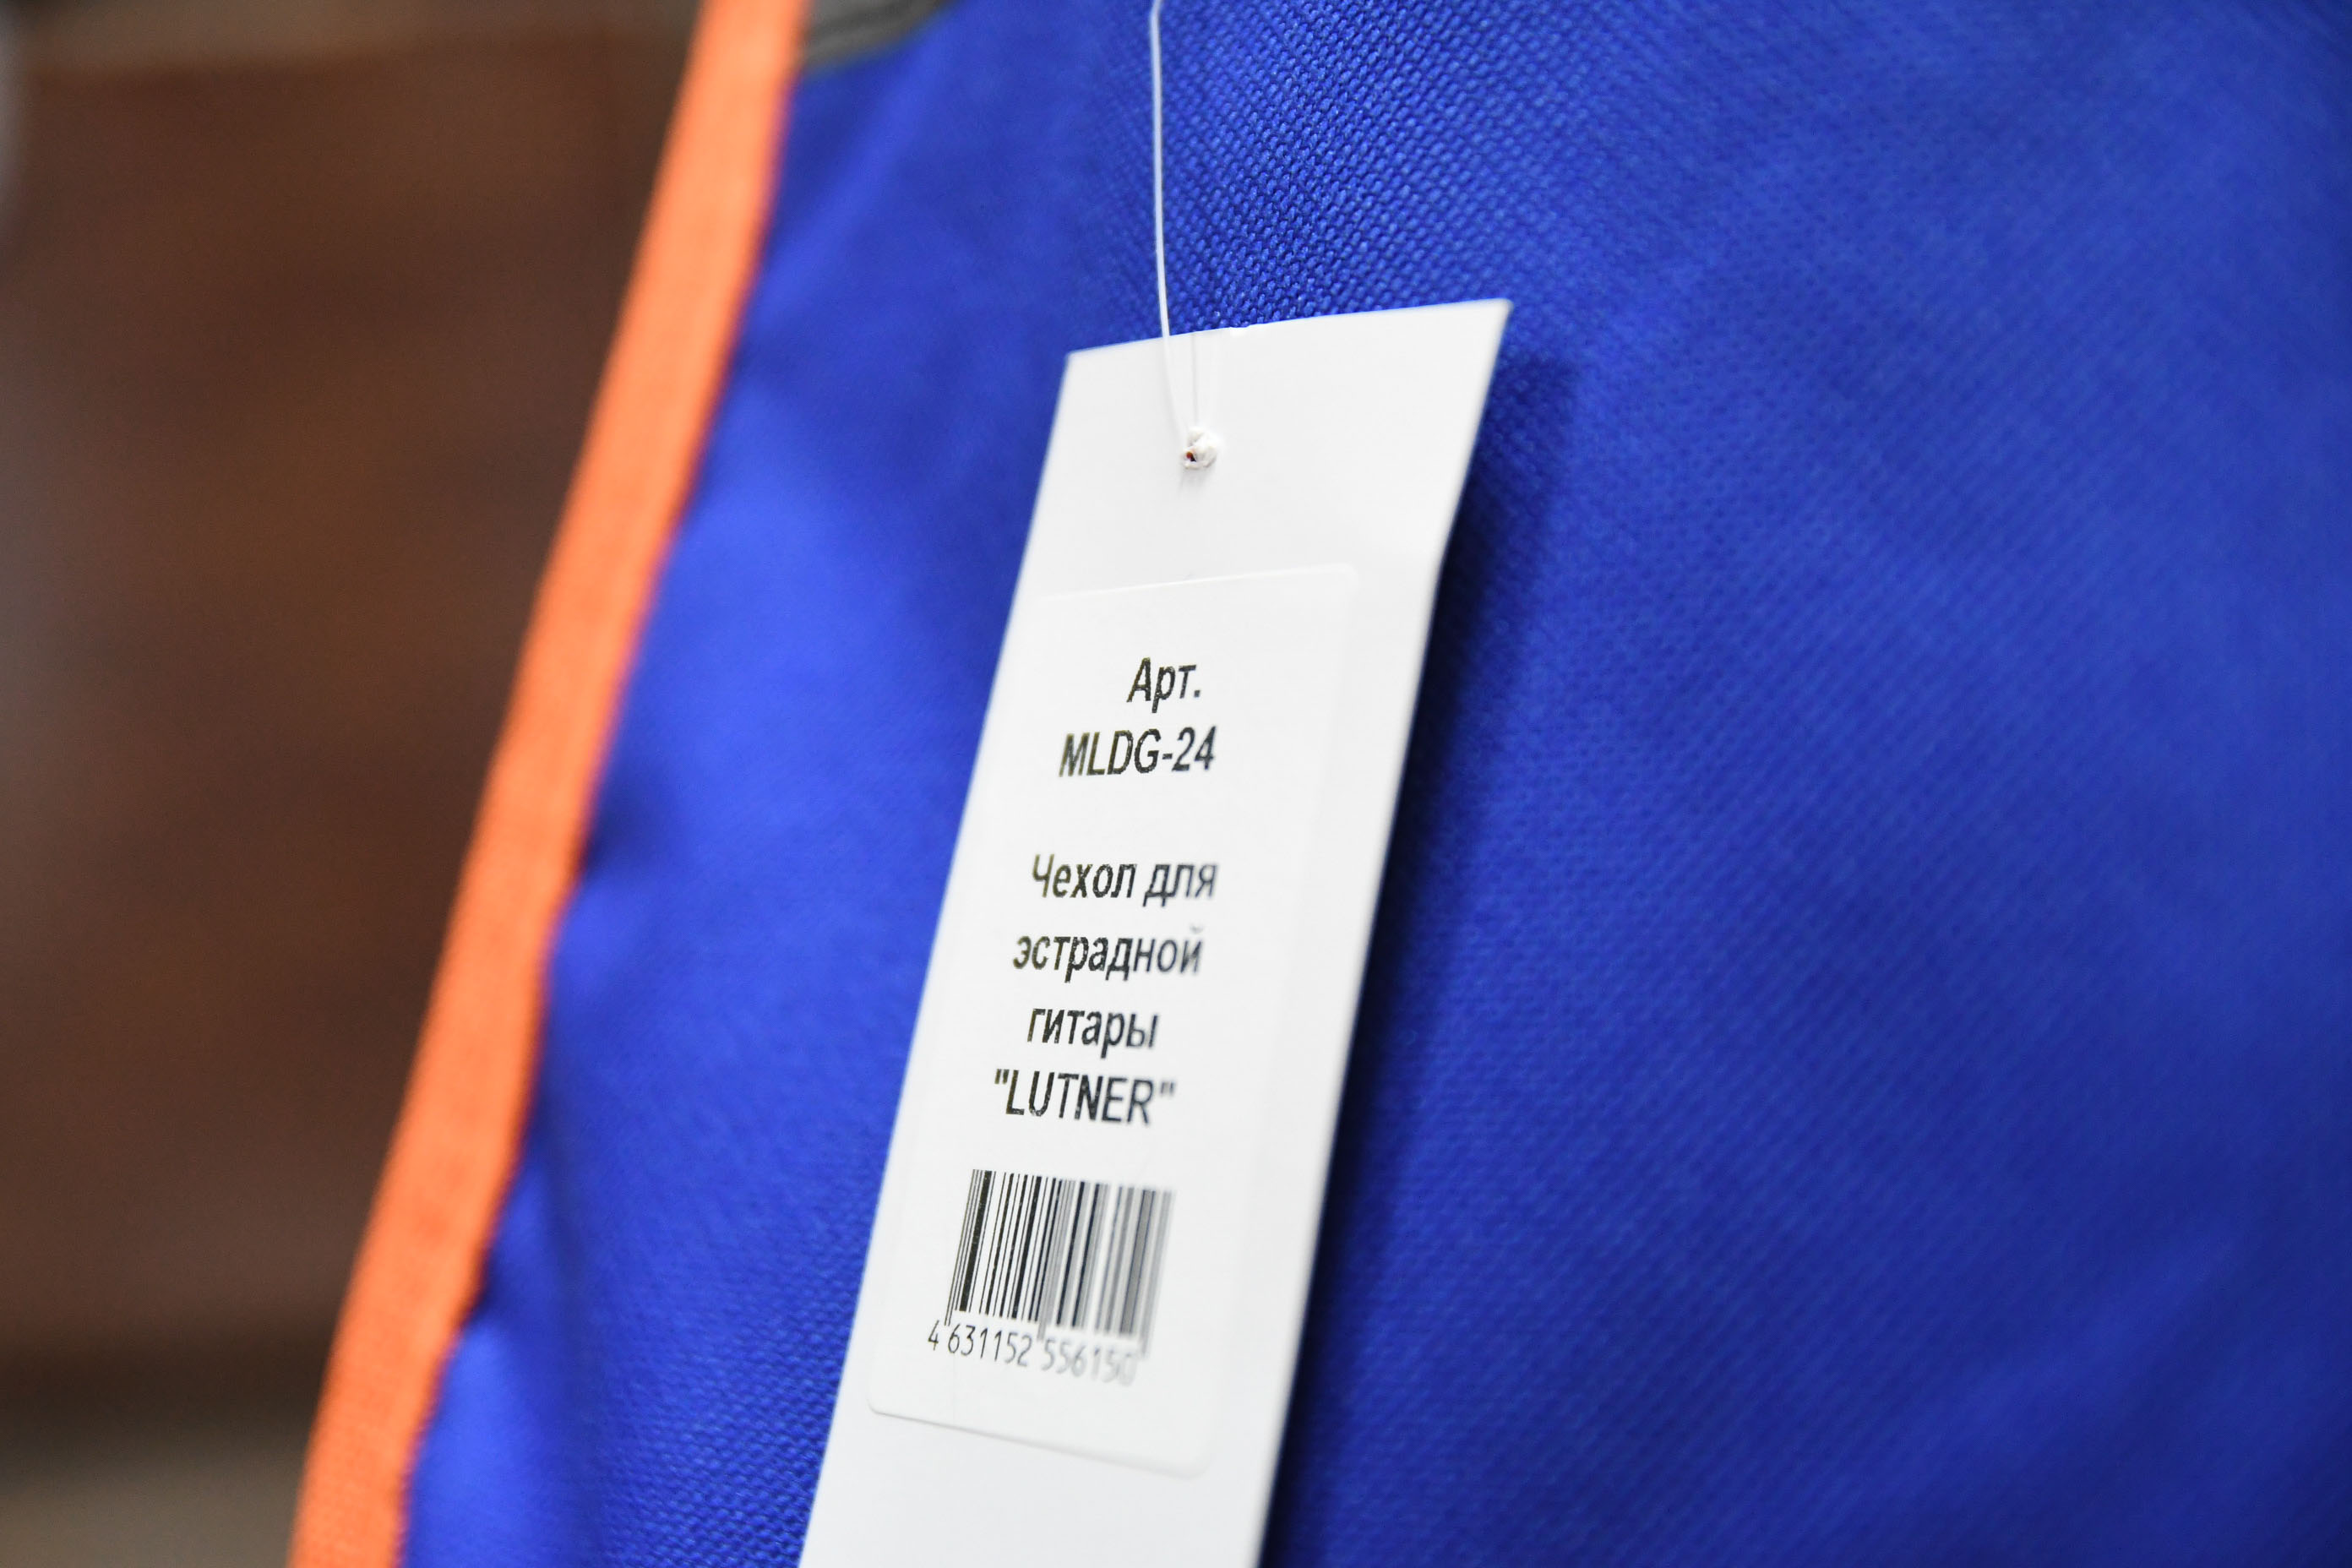 Арт.
MLDG-24
Чехол для
эстрадной
гитары
"LUTNER"
4 631152 556150